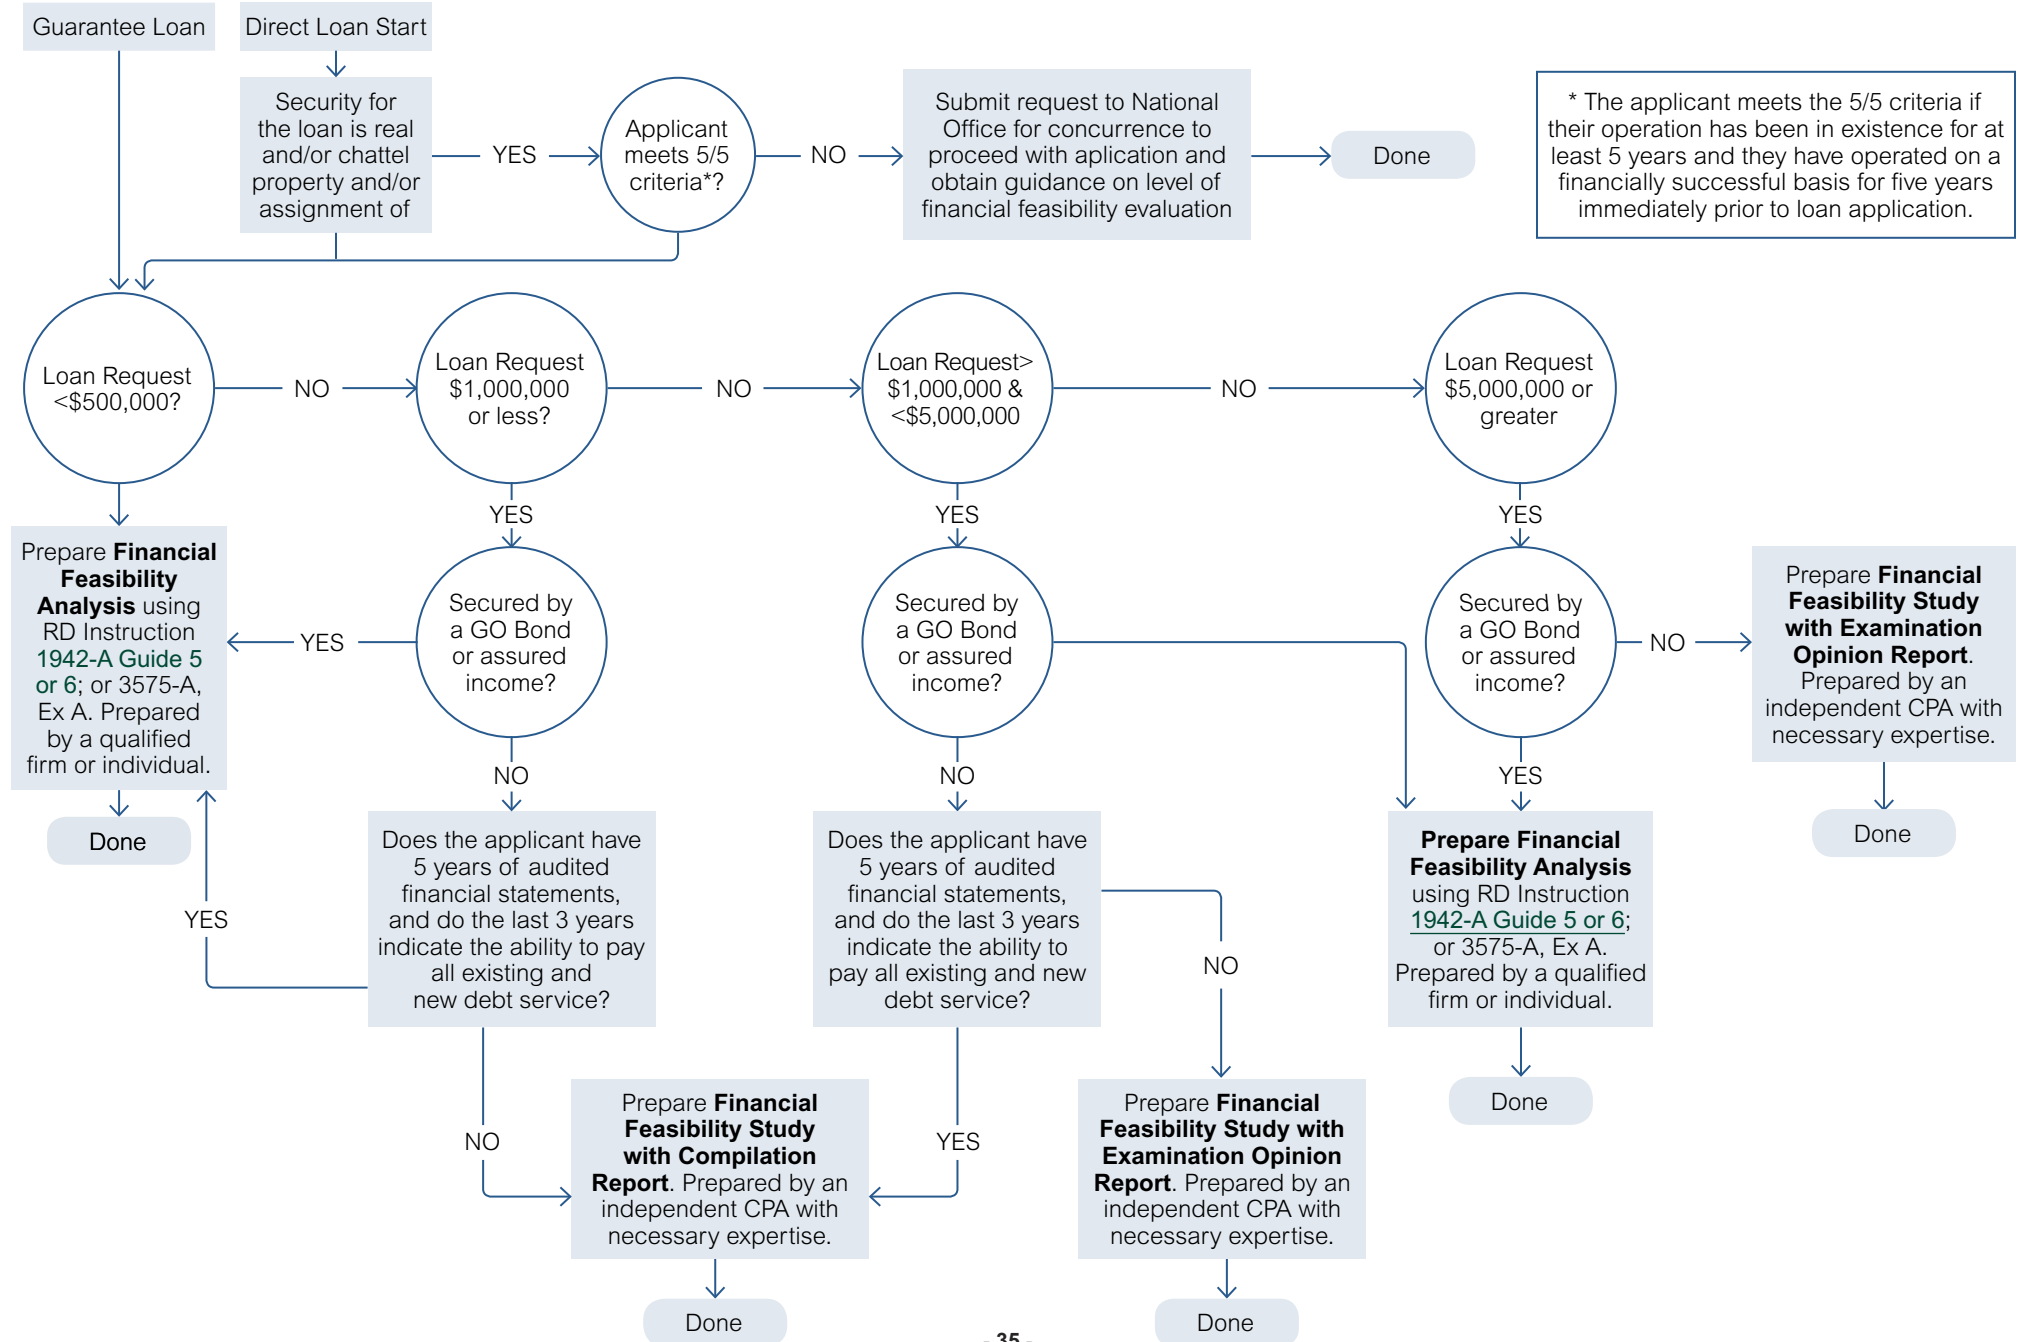 Guarantee Loan
Direct Loan Start
Security for
the loan is real
and/or chattel
property and/or
assignment of
YES
Applicant
meets 5/5
criteria*?
NO
Submit request to National
Office for concurrence to
proceed with aplication and
obtain guidance on level of
financial feasibility evaluation
Done
* The applicant meets the 5/5 criteria if
their operation has been in existence for at
least 5 years and they have operated on a
financially successful basis for five years
immediately prior to loan application.
Loan Request
<$500,000?
NO
Loan Request
$1,000,000
or less?
NO
Loan Request>
$1,000,000 &
<$5,000,000
NO
Loan Request
$5,000,000 or
greater
YES
YES
YES
Prepare Financial
Feasibility
Analysis using
RD Instruction
1942-A Guide 5
or 6; or 3575-A,
Ex A. Prepared
by a qualified
firm or individual.
Done
YES
Secured by
a GO Bond
or assured
income?
Secured by
a GO Bond
or assured
income?
Secured by
a GO Bond
or assured
income?
NO
Prepare Financial
Feasibility Study
with Examination
Opinion Report.
Prepared by an
independent CPA with
necessary expertise.
Done
NO
NO
YES
YES
Does the applicant have
5 years of audited
financial statements,
and do the last 3 years
indicate the ability to pay
all existing and
new debt service?
Does the applicant have
5 years of audited
financial statements,
and do the last 3 years
indicate the ability to
pay all existing and new
debt service?
NO
Prepare Financial
Feasibility Analysis
using RD Instruction
1942-A Guide 5 or 6;
or 3575-A, Ex A.
Prepared by a qualified
firm or individual.
Done
NO
Prepare Financial
Feasibility Study
with Compilation
Report. Prepared by an
independent CPA with
necessary expertise.
YES
Prepare Financial
Feasibility Study with
Examination Opinion
Report. Prepared by an
independent CPA with
necessary expertise.
Done
Done
- 35 -